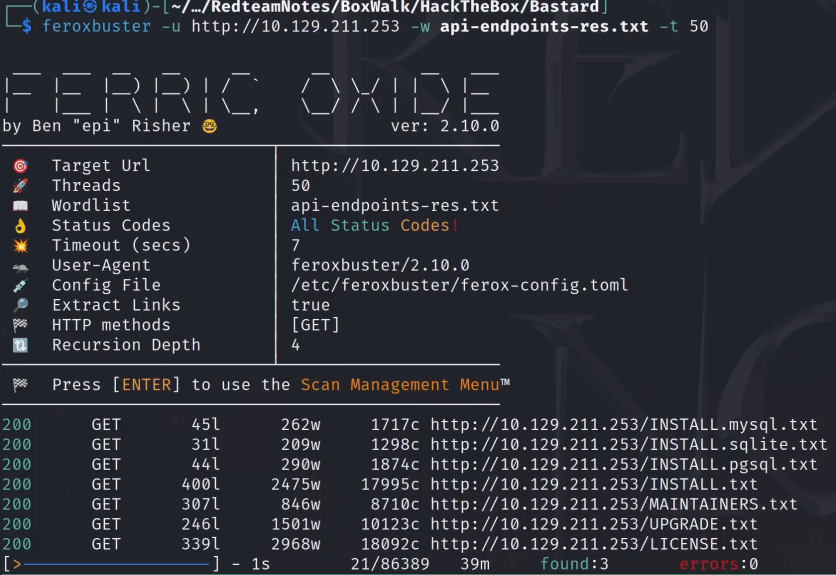 (kali㉿kali)-[~/…/RedteamNotes/BoxWalk/HackTheBox/Bastard]
$ feroxbuster -u http://10.129.211.253 -w api-endpoints-res.txt -t 50
FERRIC OXIDE
by Ben "epi" Risher 🤓 ver: 2.10.0
🎯 Target Url │ http://10.129.211.253
🚀 Threads │ 50
📖 Wordlist │ api-endpoints-res.txt
👌 Status Codes │ All Status Codes!
💥 Timeout (secs) │ 7
🦡 User-Agent │ feroxbuster/2.10.0
💉 Config File │ /etc/feroxbuster/ferox-config.toml
🔎 Extract Links │ true
🏁 HTTP methods │ [GET]
🔃 Recursion Depth │ 4
🏁 Press [ENTER] to use the Scan Management Menu™
200 GET 45l 262w 1717c http://10.129.211.253/INSTALL.mysql.txt
200 GET 31l 209w 1298c http://10.129.211.253/INSTALL.sqlite.txt
200 GET 44l 290w 1874c http://10.129.211.253/INSTALL.pgsql.txt
200 GET 400l 2475w 17995c http://10.129.211.253/INSTALL.txt
200 GET 307l 846w 8710c http://10.129.211.253/MAINTAINERS.txt
200 GET 246l 1501w 10123c http://10.129.211.253/UPGRADE.txt
200 GET 339l 2968w 18092c http://10.129.211.253/LICENSE.txt
[>-------------------] - 1s 21/86389 39m found:3 errors:0